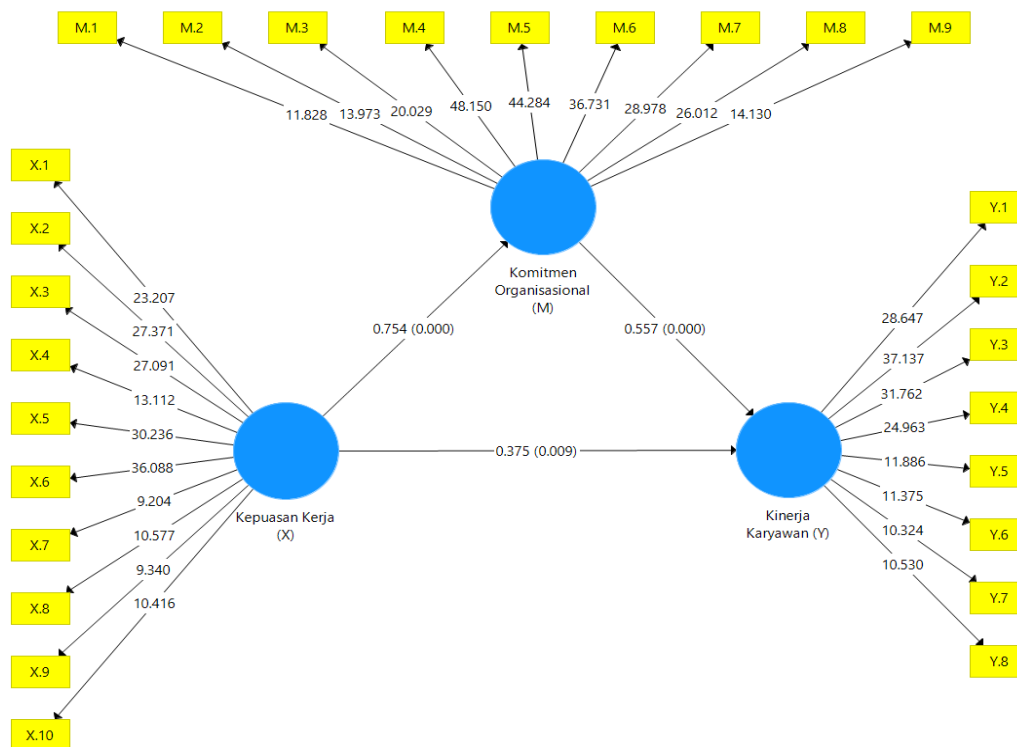 M.1
M.2
M.3
M.4
M.5
M.6
M.7
M.8
M.9
11.828
13.973
20.029
48.150
44.284
36.731
28.978
26.012
14.130
X.1
X.2
X.3
X.4
X.5
X.6
X.7
X.8
X.9
X.10
23.207
27.371
27.091
13.112
30.236
36.088
9.204
10.577
9.340
10.416
Komitmen
Organisasional
(M)
0.754 (0.000)
0.557 (0.000)
0.375 (0.009)
Kepuasan Kerja
(X)
Kinerja
Karyawan (Y)
28.647
37.137
31.762
24.963
11.886
11.375
10.324
10.530
Y.1
Y.2
Y.3
Y.4
Y.5
Y.6
Y.7
Y.8